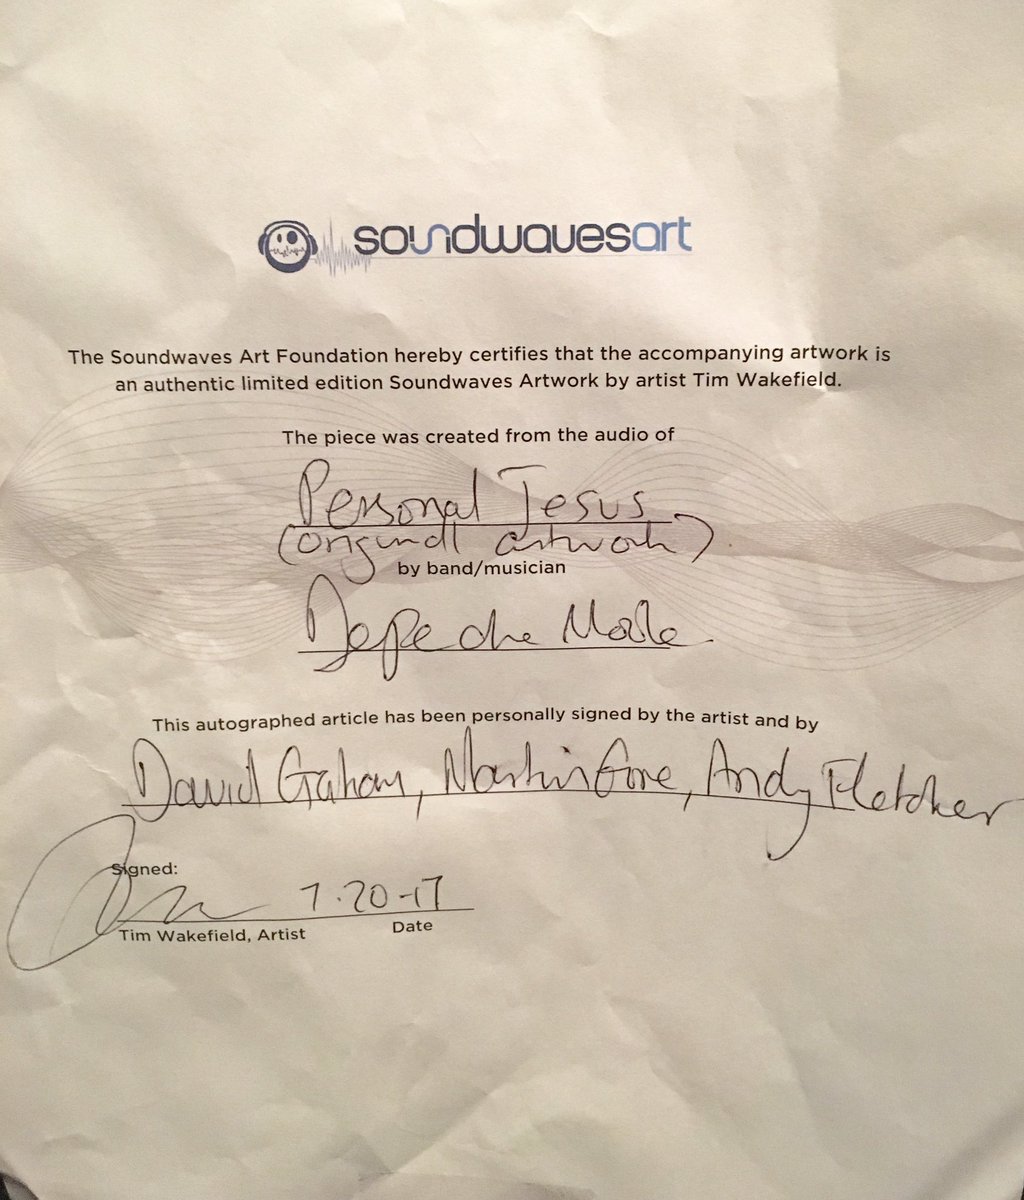 soundwavesart
The Soundwaves Art Foundation hereby certifies that the accompanying artwork is
an authentic limited edition Soundwaves Artwork by artist Tim Wakefield.
The piece was created from the audio of
Personal Jesus
(original artwork).
by band/musician
Depeche Mode
This autographed article has been personally signed by the artist and by
David Gahan, Martin Gore, Andy Fletcher
Signed:
7.20-17
Tim Wakefield, Artist Date